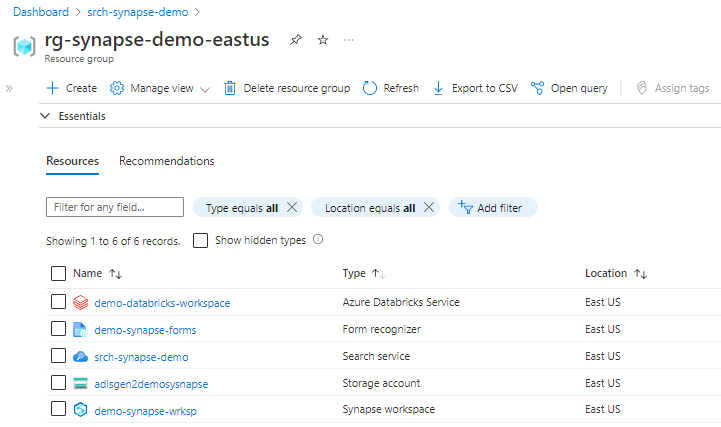 Dashboard > srch-synapse-demo >
rg-synapse-demo-eastus
Resource group
Create Manage view Delete resource group Refresh Export to CSV Open query Assign tags
Essentials
Resources Recommendations
Filter for any field... Type equals all Location equals all Add filter
Showing 1 to 6 of 6 records. Show hidden types
Name Type Location
demo-databricks-workspace Azure Databricks Service East US
demo-synapse-forms Form recognizer East US
srch-synapse-demo Search service East US
adlsgen2demosysnapse Storage account East US
demo-synapse-wrksp Synapse workspace East US